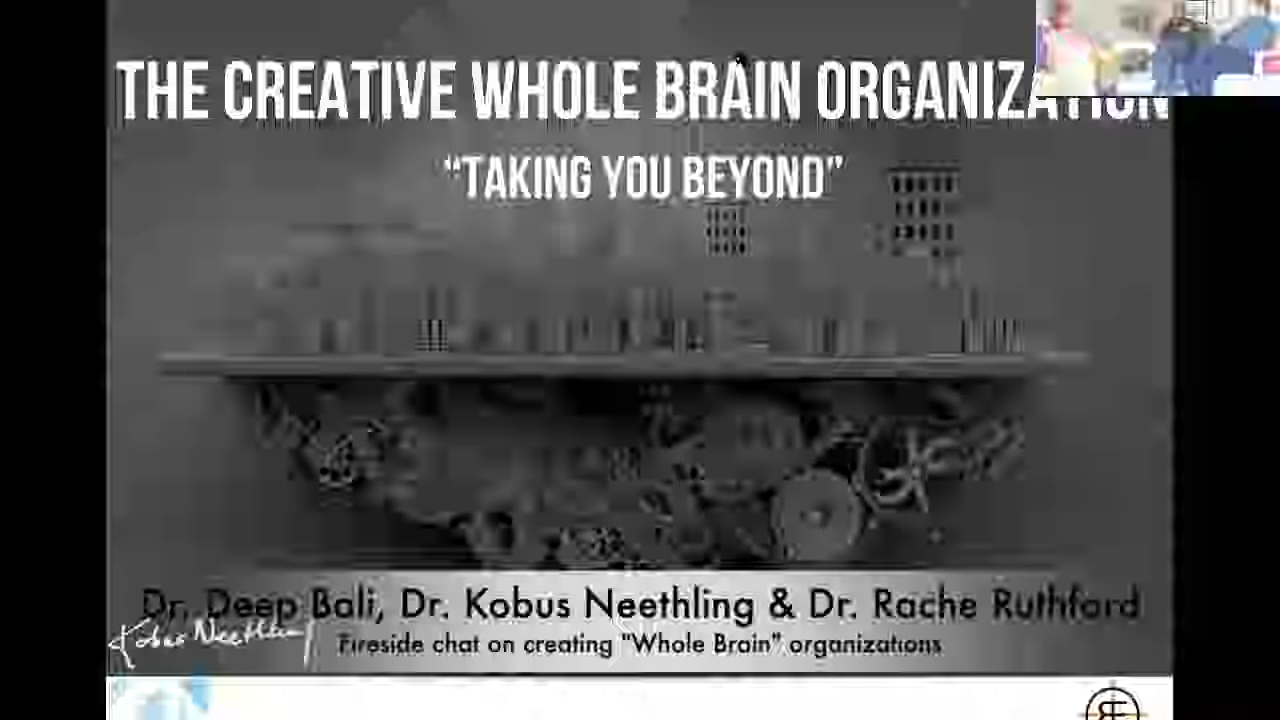 THE CREATIVE WHOLE BRAIN ORGANIZATION
“TAKING YOU BEYOND”
Dr. Deep Bali, Dr. Kobus Neethling & Dr. Rache Ruthford
Kobus Neethling
Fireside chat on creating "Whole Brain" organizations